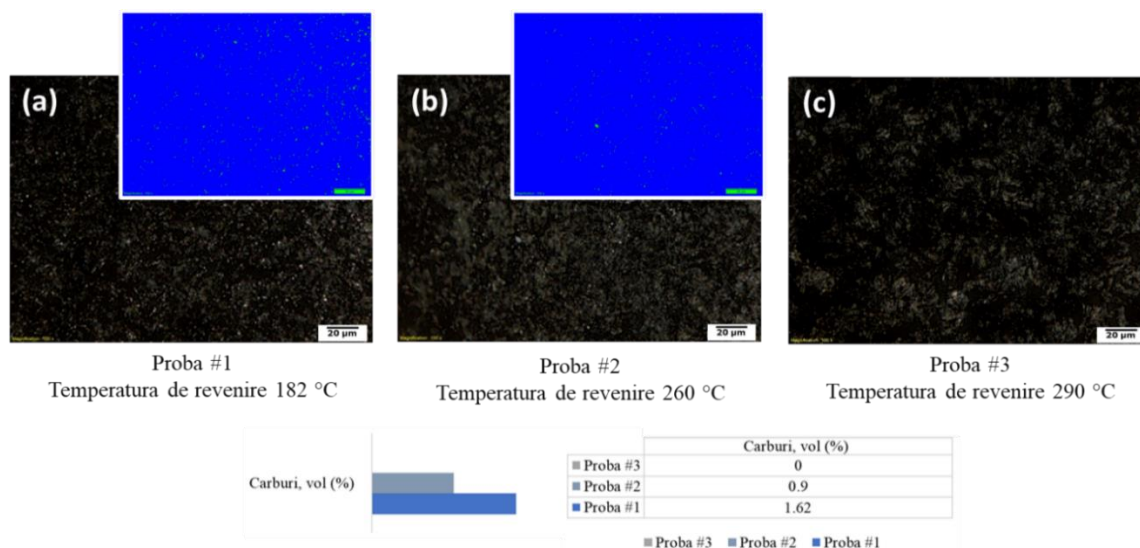 (a)
(b)
(c)
20 µm
20 µm
20 µm
Proba #1
Temperatura de revenire 182 °C
Proba #2
Temperatura de revenire 260 °C
Proba #3
Temperatura de revenire 290 °C
Carburi, vol (%)
Carburi, vol (%)
Proba #3 0
Proba #2 0.9
Proba #1 1.62
Proba #3 Proba #2 Proba #1